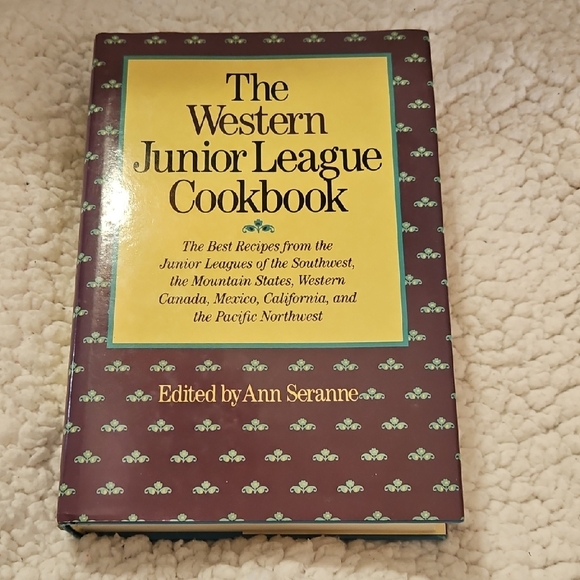 The
Western
Junior League
Cookbook
The Best Recipes from the
Junior Leagues of the Southwest,
the Mountain States, Western
Canada, Mexico, California, and
the Pacific Northwest
Edited by Ann Seranne